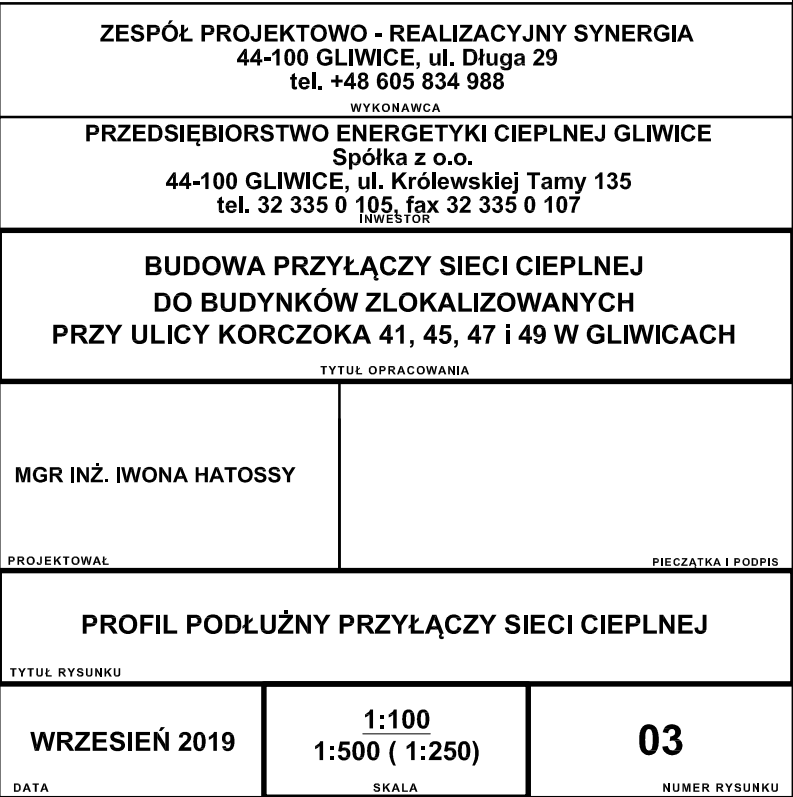 ZESPÓŁ PROJEKTOWO - REALIZACYJNY SYNERGIA
44-100 GLIWICE, ul. Długa 29
tel. +48 605 834 988
WYKONAWCA
PRZEDSIĘBIORSTWO ENERGETYKI CIEPLNEJ GLIWICE
Spółka z o.o.
44-100 GLIWICE, ul. Królewskiej Tamy 135
tel. 32 335 0 105, fax 32 335 0 107
INWESTOR
BUDOWA PRZYŁĄCZY SIECI CIEPLNEJ
DO BUDYNKÓW ZLOKALIZOWANYCH
PRZY ULICY KORCZOKA 41, 45, 47 i 49 W GLIWICACH
TYTUŁ OPRACOWANIA
MGR INŻ. IWONA HATOSSY
PROJEKTOWAŁ
PIECZĄTKA I PODPIS
PROFIL PODŁUŻNY PRZYŁĄCZY SIECI CIEPLNEJ
TYTUŁ RYSUNKU
WRZESIEŃ 2019
DATA
1:100
1:500 ( 1:250)
SKALA
03
NUMER RYSUNKU